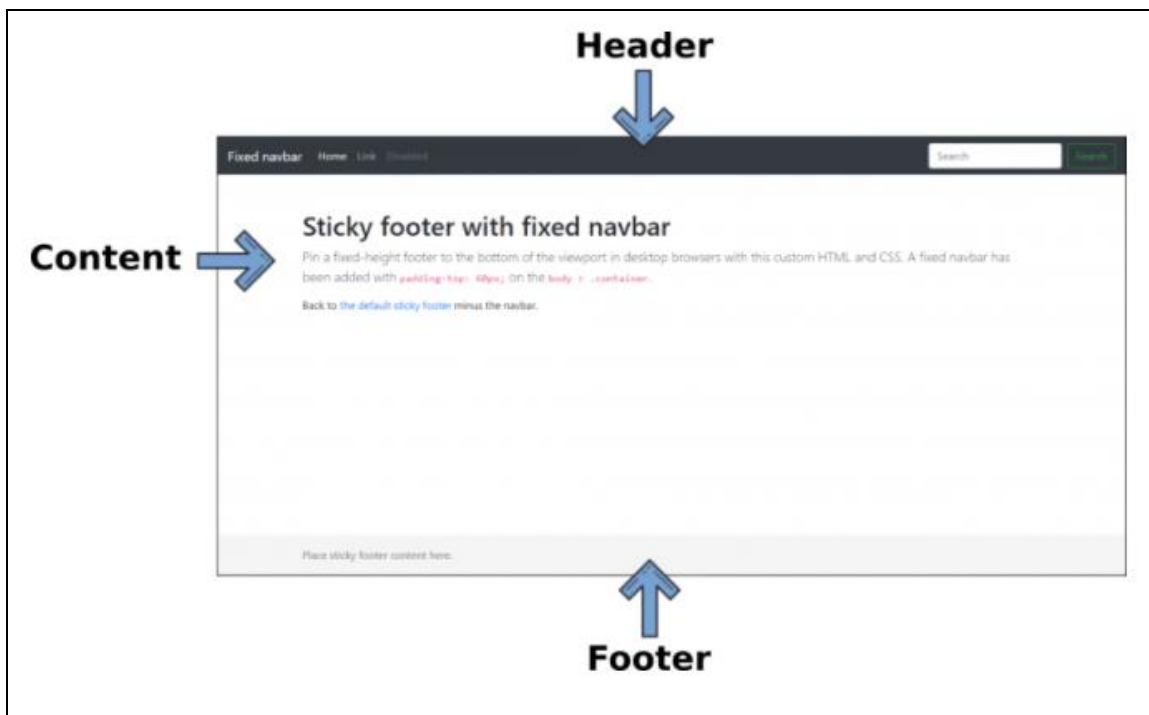 Header
Fixed navbar Home Link Disabled Search Search
Content
Sticky footer with fixed navbar
Pin a fixed-height footer to the bottom of the viewport in desktop browsers with this custom HTML and CSS. A fixed navbar has
been added with padding-top: 60px; on the body > .container.
Back to the default sticky footer minus the navbar.
Place sticky footer content here.
Footer